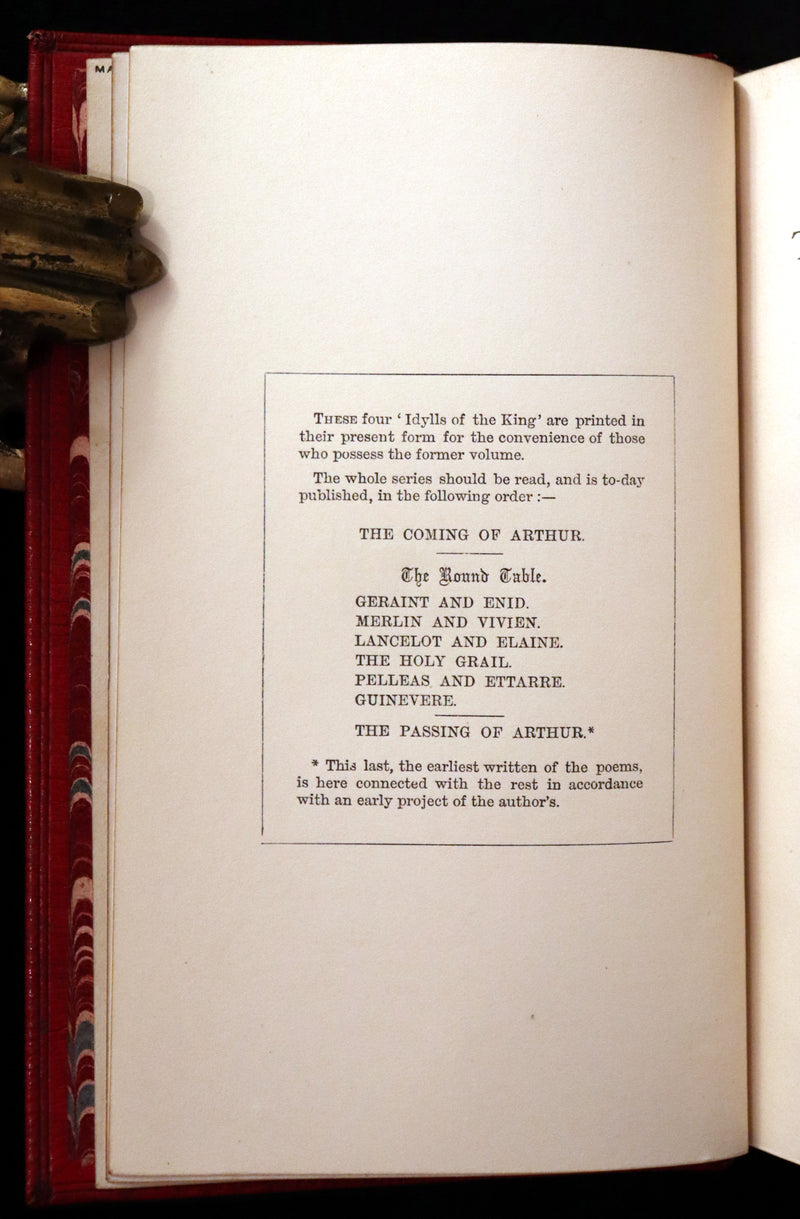 MA
THESE four ‘ Idylls of the King’ are printed in
their present form for the convenience of those
who possess the former volume.
The whole series should be read, and is to-day
published, in the following order :—
THE COMING OF ARTHUR.
The Round Table.
GERAINT AND ENID.
MERLIN AND VIVIEN.
LANCELOT AND ELAINE.
THE HOLY GRAIL.
PELLEAS AND ETTARRE.
GUINEVERE.
THE PASSING OF ARTHUR.*
* This last, the earliest written of the poems,
is here connected with the rest in accordance
with an early project of the author’s.